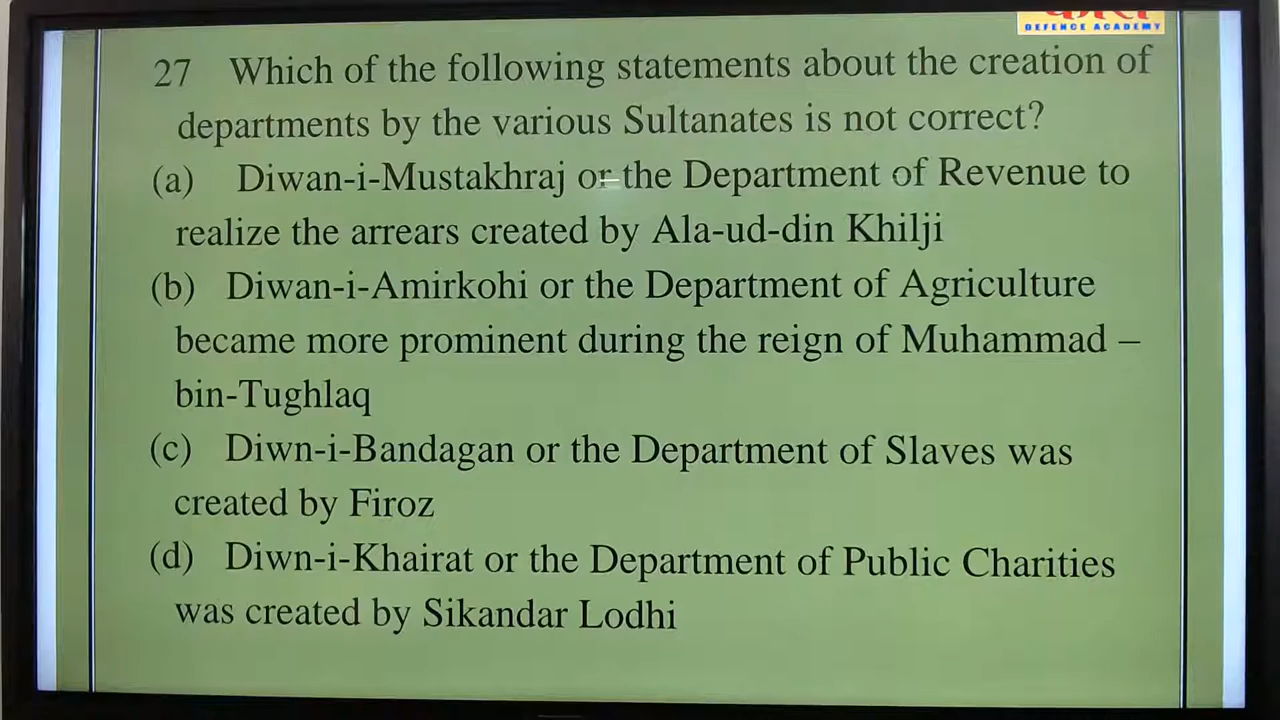 DEFENCE ACADEMY
27 Which of the following statements about the creation of
departments by the various Sultanates is not correct?
(a) Diwan-i-Mustakhraj or the Department of Revenue to
realize the arrears created by Ala-ud-din Khilji
(b) Diwan-i-Amirkohi or the Department of Agriculture
became more prominent during the reign of Muhammad –
bin-Tughlaq
(c) Diwn-i-Bandagan or the Department of Slaves was
created by Firoz
(d) Diwn-i-Khairat or the Department of Public Charities
was created by Sikandar Lodhi